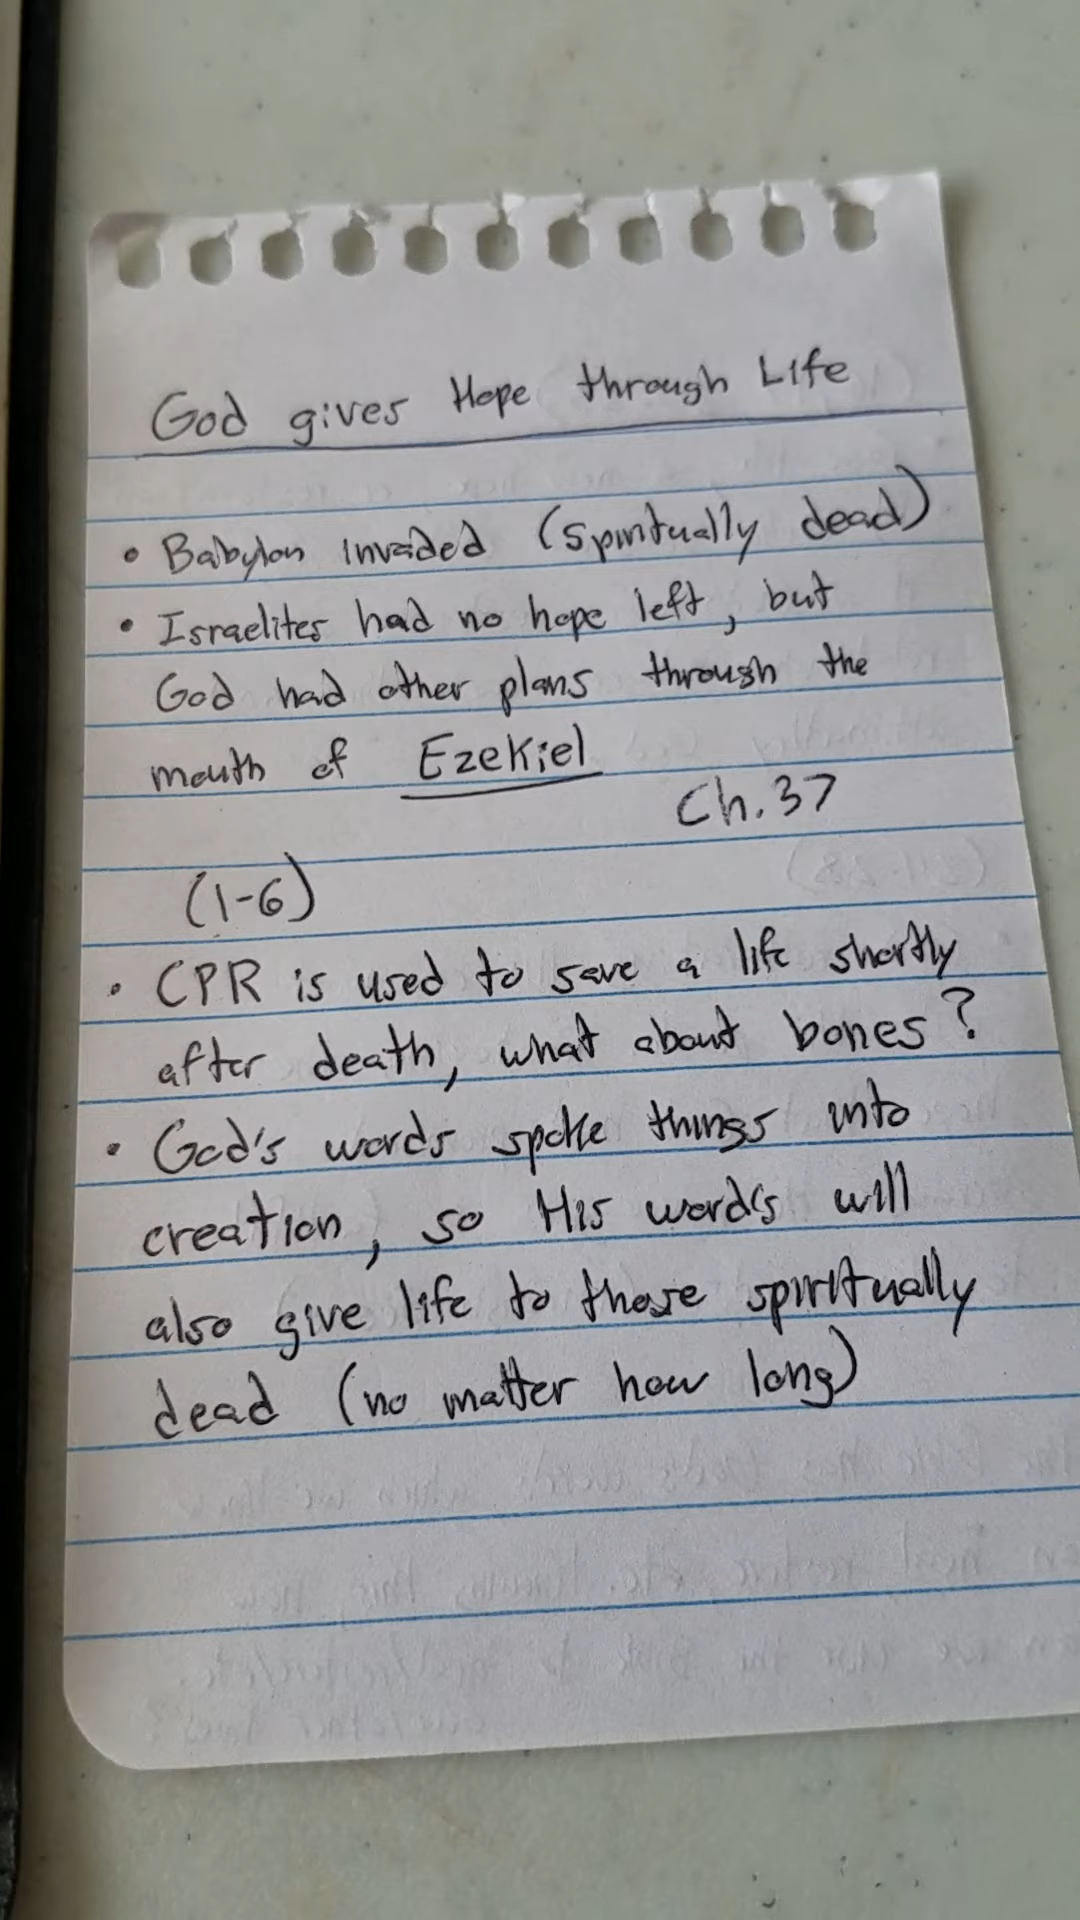 God gives Hope through Life
• Babylon invaded (spiritually dead)
• Israelites had no hope left, but
God had other plans through the
mouth of Ezekiel
Ch. 37
(1-6)
• CPR is used to save a life shortly
after death, what about bones?
• God's words spoke things into
creation, so His words will
also give life to those spiritually
dead (no matter how long)